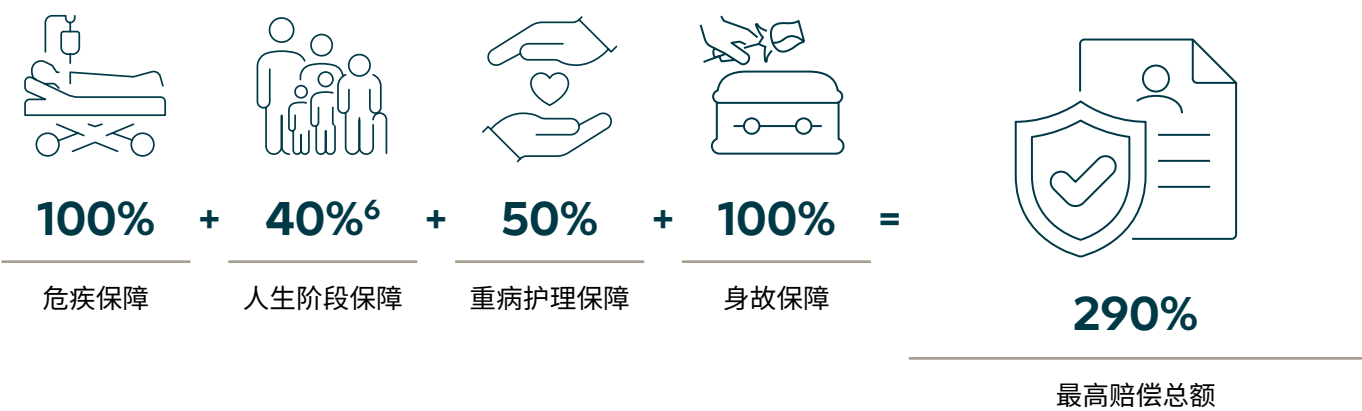 100% + 40%⁶ + 50% + 100% =
危疾保障 人生阶段保障 重病护理保障 身故保障
290%
最高赔偿总额